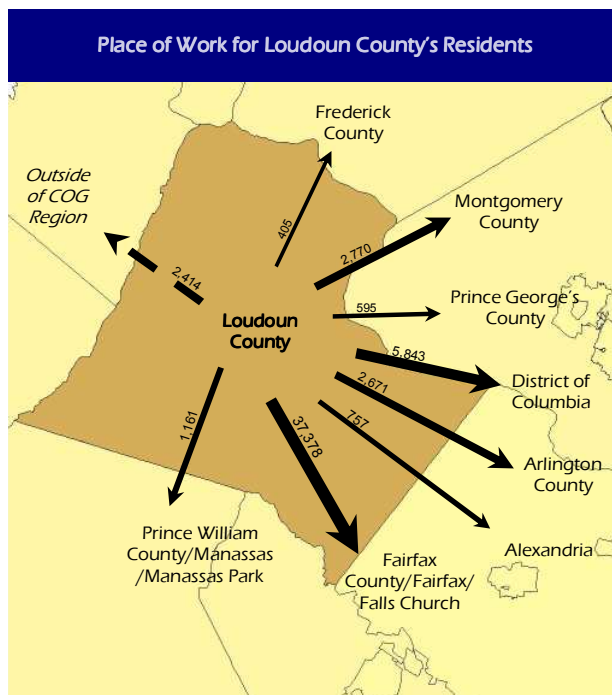 Place of Work for Loudoun County's Residents
Frederick
County
Outside
of COG
Region
Montgomery
County
405
2,770
2,414
Prince George's
County
595
Loudoun
County
5,843
District of
Columbia
2,671
757
1,161
37,378
Arlington
County
Prince William
County/Manassas
/Manassas Park
Fairfax
County/Fairfax/
Falls Church
Alexandria